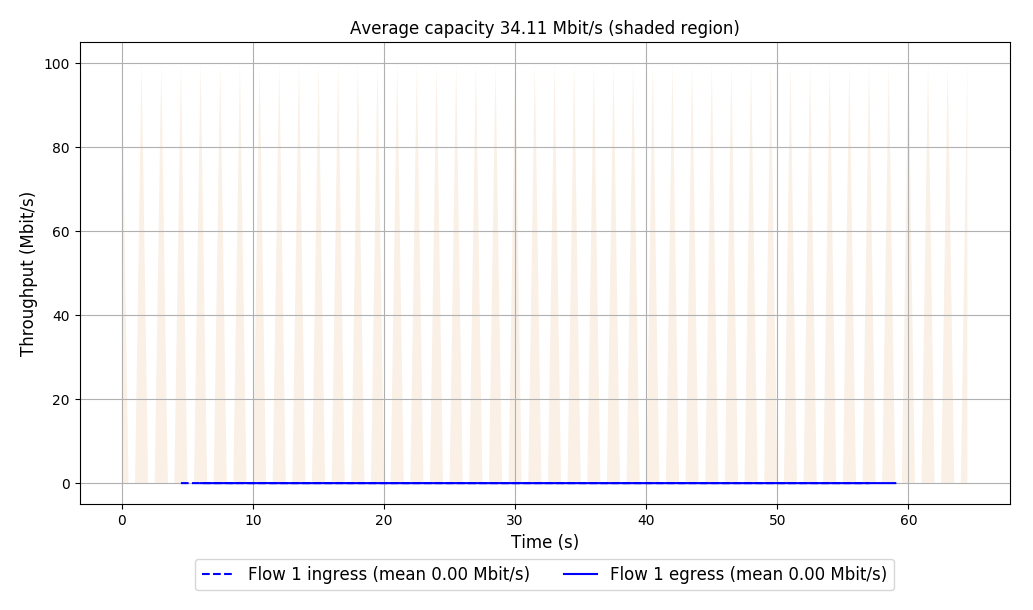 Average capacity 34.11 Mbit/s (shaded region)
100
80
60
40
20
0
Throughput (Mbit/s)
0 10 20 30 40 50 60
Time (s)
Flow 1 ingress (mean 0.00 Mbit/s) Flow 1 egress (mean 0.00 Mbit/s)